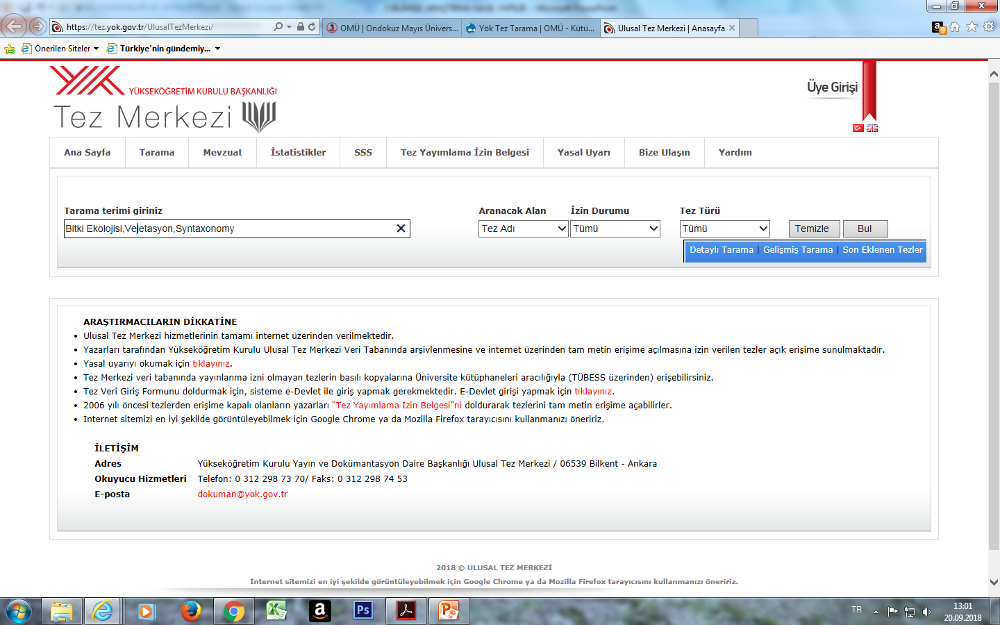 https://tez.yok.gov.tr/UlusalTezMerkezi/
OMÜ | Ondokuz Mayıs Univers...
Yök Tez Tarama | OMÜ - Kütü...
Ulusal Tez Merkezi | Anasayfa
Önerilen Siteler
Türkiye'nin gündemiy...
YÜKSEKÖĞRETİM KURULU BAŞKANLIĞI
Tez Merkezi
Üye Girişi
Ana Sayfa
Tarama
Mevzuat
İstatistikler
SSS
Tez Yayımlama İzin Belgesi
Yasal Uyarı
Bize Ulaşın
Yardım
Tarama terimi giriniz
Aranacak Alan
İzin Durumu
Tez Türü
Bitki Ekolojisi,Vejetasyon,Syntaxonomy
Tez Adı
Tümü
Tümü
Temizle
Bul
Detaylı Tarama | Gelişmiş Tarama | Son Eklenen Tezler
ARAŞTIRMACILARIN DİKKATİNE
• Ulusal Tez Merkezi hizmetlerinin tamamı internet üzerinden verilmektedir.
• Yazarları tarafından Yükseköğretim Kurulu Ulusal Tez Merkezi Veri Tabanında arşivlenmesine ve internet üzerinden tam metin erişime açılmasına izin verilen tezler açık erişime sunulmaktadır.
• Yasal uyarıyı okumak için tıklayınız.
• Tez Merkezi veri tabanında yayınlanma izni olmayan tezlerin basılı kopyalarına Üniversite kütüphaneleri aracılığıyla (TÜBESS üzerinden) erişebilirsiniz.
• Tez Veri Giriş Formunu doldurmak için, sisteme e-Devlet ile giriş yapmak gerekmektedir. E-Devlet girişi yapmak için tıklayınız.
• 2006 yılı öncesi tezlerden erişime kapalı olanların yazarları “Tez Yayımlama İzin Belgesi”ni doldurarak tezlerini tam metin erişime açabilirler.
• İnternet sitemizi en iyi şekilde görüntüleyebilmek için Google Chrome ya da Mozilla Firefox tarayıcısını kullanmanızı öneririz.
İLETİŞİM
Adres Yükseköğretim Kurulu Yayın ve Dokümantasyon Daire Başkanlığı Ulusal Tez Merkezi / 06539 Bilkent - Ankara
Okuyucu Hizmetleri Telefon: 0 312 298 73 70/ Faks: 0 312 298 74 53
E-posta dokuman@yok.gov.tr
2018 © ULUSAL TEZ MERKEZİ
İnternet sitemizi en iyi şekilde görüntüleyebilmek için Google Chrome ya da Mozilla Firefox tarayıcısını kullanmanızı öneririz.
TR
13:01
20.09.2018